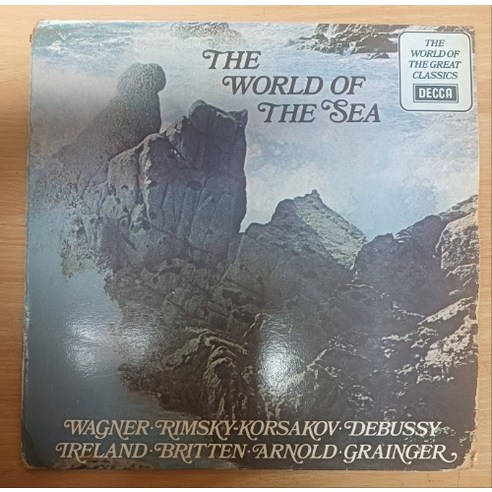 THE
WORLD OF
THE SEA
THE
WORLD OF
THE GREAT
CLASSICS
DECCA
WAGNER·RIMSKY-KORSAKOV·DEBUSSY
IRELAND·BRITTEN·ARNOLD·GRAINGER